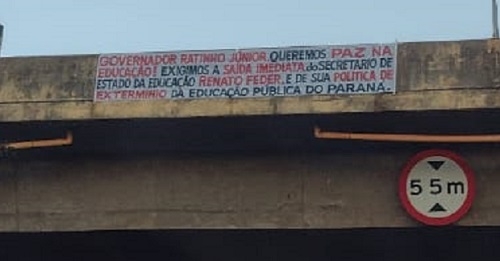 GOVERNADOR RATINHO JÚNIOR, QUEREMOS PAZ NA
EDUCAÇÃO! EXIGIMOS A SAÍDA IMEDIATA do SECRETÁRIO DE
ESTADO DA EDUCAÇÃO RENATO FEDER, E DE SUA POLÍTICA DE
EXTERMÍNIO DA EDUCAÇÃO PÚBLICA DO PARANÁ.
5 5 m